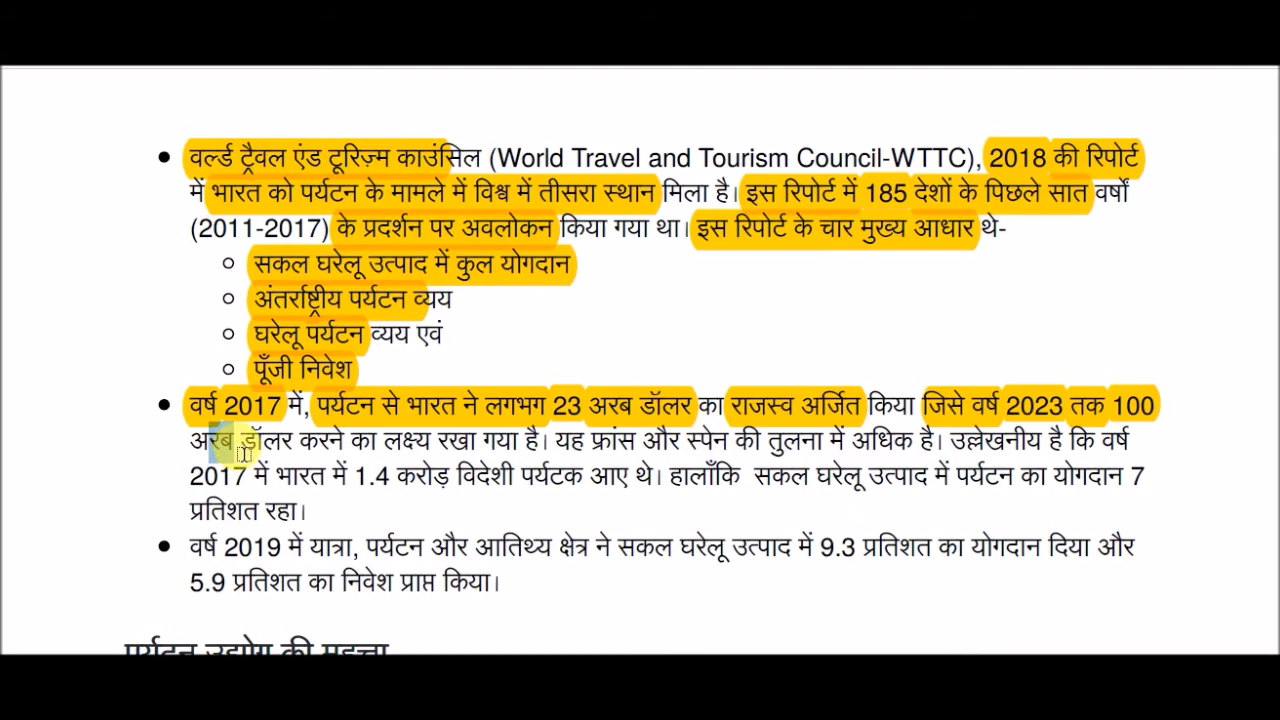 • वर्ल्ड ट्रैवल एंड टूरिज़्म काउंसिल (World Travel and Tourism Council-WTTC), 2018 की रिपोर्ट
में भारत को पर्यटन के मामले में विश्व में तीसरा स्थान मिला है। इस रिपोर्ट में 185 देशों के पिछले सात वर्षों
(2011-2017) के प्रदर्शन पर अवलोकन किया गया था। इस रिपोर्ट के चार मुख्य आधार थे-
○ सकल घरेलू उत्पाद में कुल योगदान
○ अंतर्राष्ट्रीय पर्यटन व्यय
○ घरेलू पर्यटन व्यय एवं
○ पूँजी निवेश
• वर्ष 2017 में, पर्यटन से भारत ने लगभग 23 अरब डॉलर का राजस्व अर्जित किया जिसे वर्ष 2023 तक 100
अरब डॉलर करने का लक्ष्य रखा गया है। यह फ्रांस और स्पेन की तुलना में अधिक है। उल्लेखनीय है कि वर्ष
2017 में भारत में 1.4 करोड़ विदेशी पर्यटक आए थे। हालाँकि सकल घरेलू उत्पाद में पर्यटन का योगदान 7
प्रतिशत रहा।
• वर्ष 2019 में यात्रा, पर्यटन और आतिथ्य क्षेत्र ने सकल घरेलू उत्पाद में 9.3 प्रतिशत का योगदान दिया और
5.9 प्रतिशत का निवेश प्राप्त किया।
पर्यटन उद्योग की महत्ता